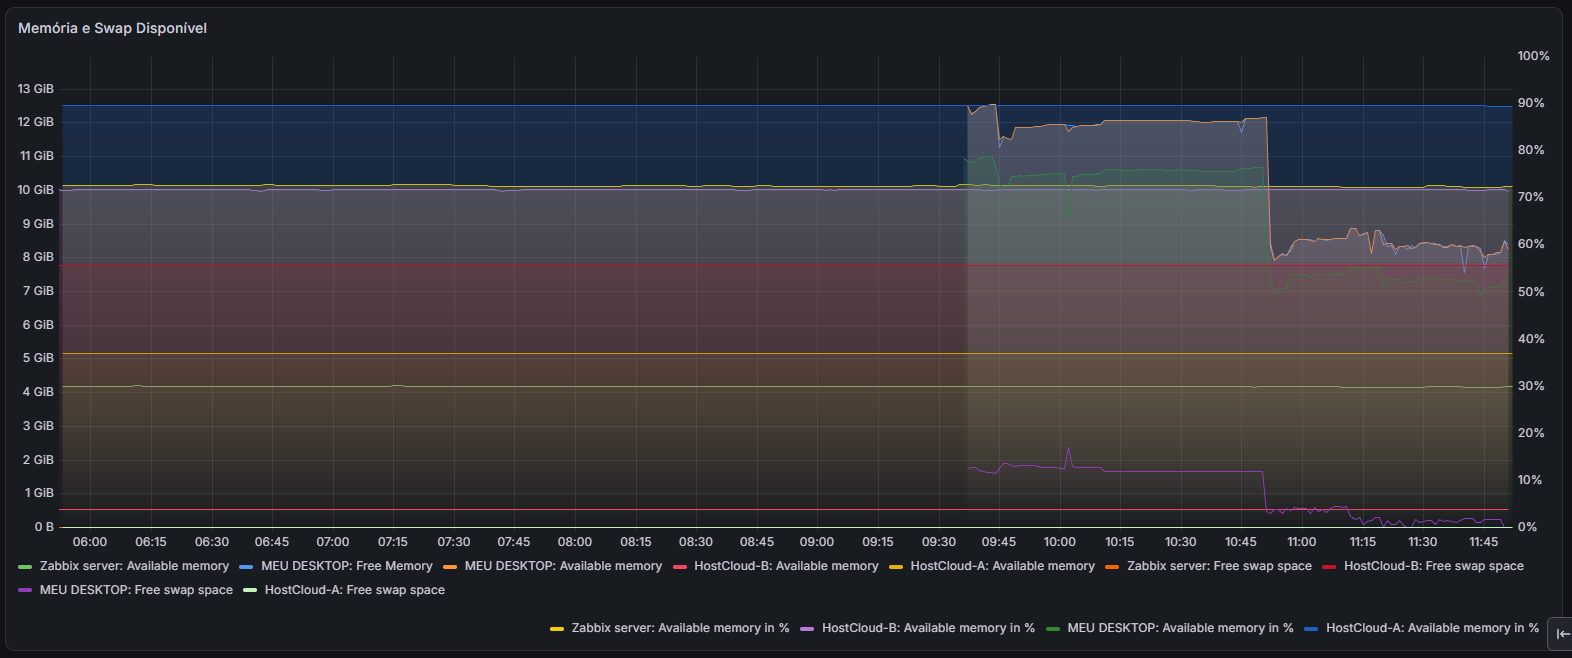 Memória e Swap Disponível
100%
13 GiB
90%
12 GiB
11 GiB
80%
10 GiB
70%
9 GiB
8 GiB
60%
7 GiB
50%
6 GiB
40%
5 GiB
4 GiB
30%
3 GiB
20%
2 GiB
10%
1 GiB
0 B
0%
06:00 06:15 06:30 06:45 07:00 07:15 07:30 07:45 08:00 08:15 08:30 08:45 09:00 09:15 09:30 09:45 10:00 10:15 10:30 10:45 11:00 11:15 11:30 11:45
Zabbix server: Available memory MEU DESKTOP: Free Memory MEU DESKTOP: Available memory HostCloud-B: Available memory HostCloud-A: Available memory Zabbix server: Free swap space HostCloud-B: Free swap space
MEU DESKTOP: Free swap space HostCloud-A: Free swap space
Zabbix server: Available memory in % HostCloud-B: Available memory in % MEU DESKTOP: Available memory in % HostCloud-A: Available memory in %